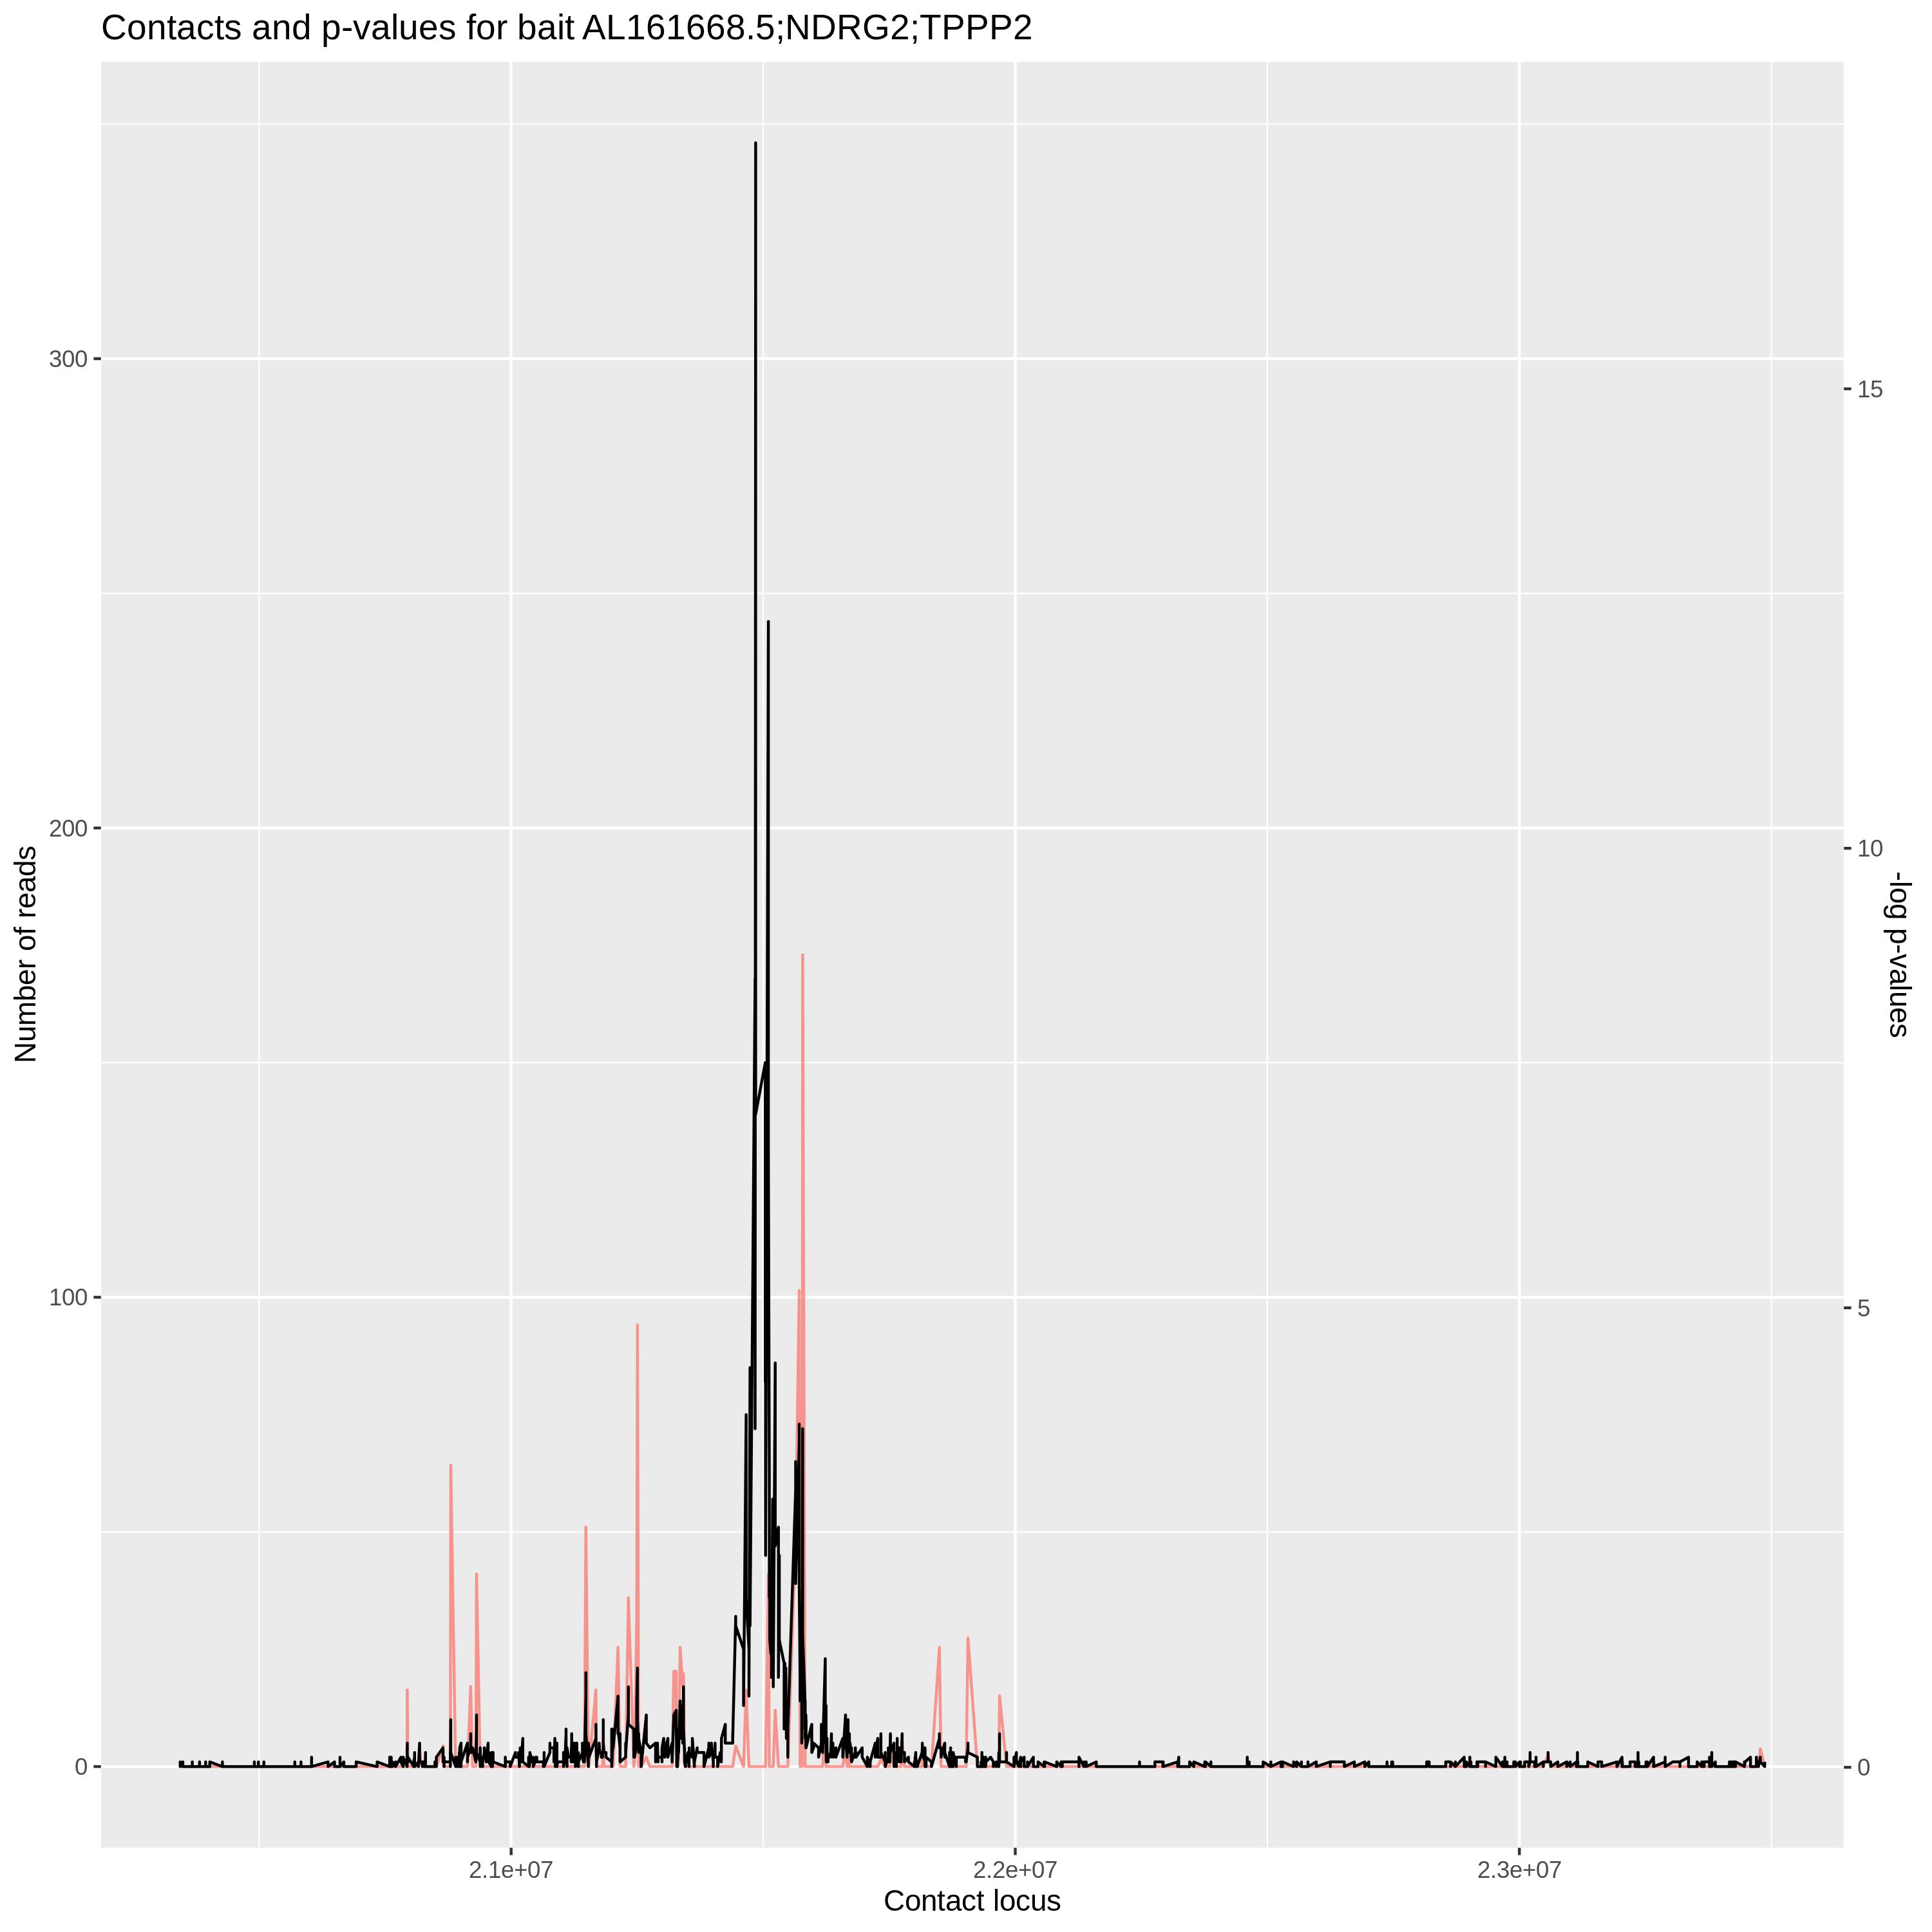 Contacts and p-values for bait AL161668.5;NDRG2;TPPP2
300
200
100
0
Number of reads
15
10
5
0
-log p-values
2.1e+07 2.2e+07 2.3e+07
Contact locus